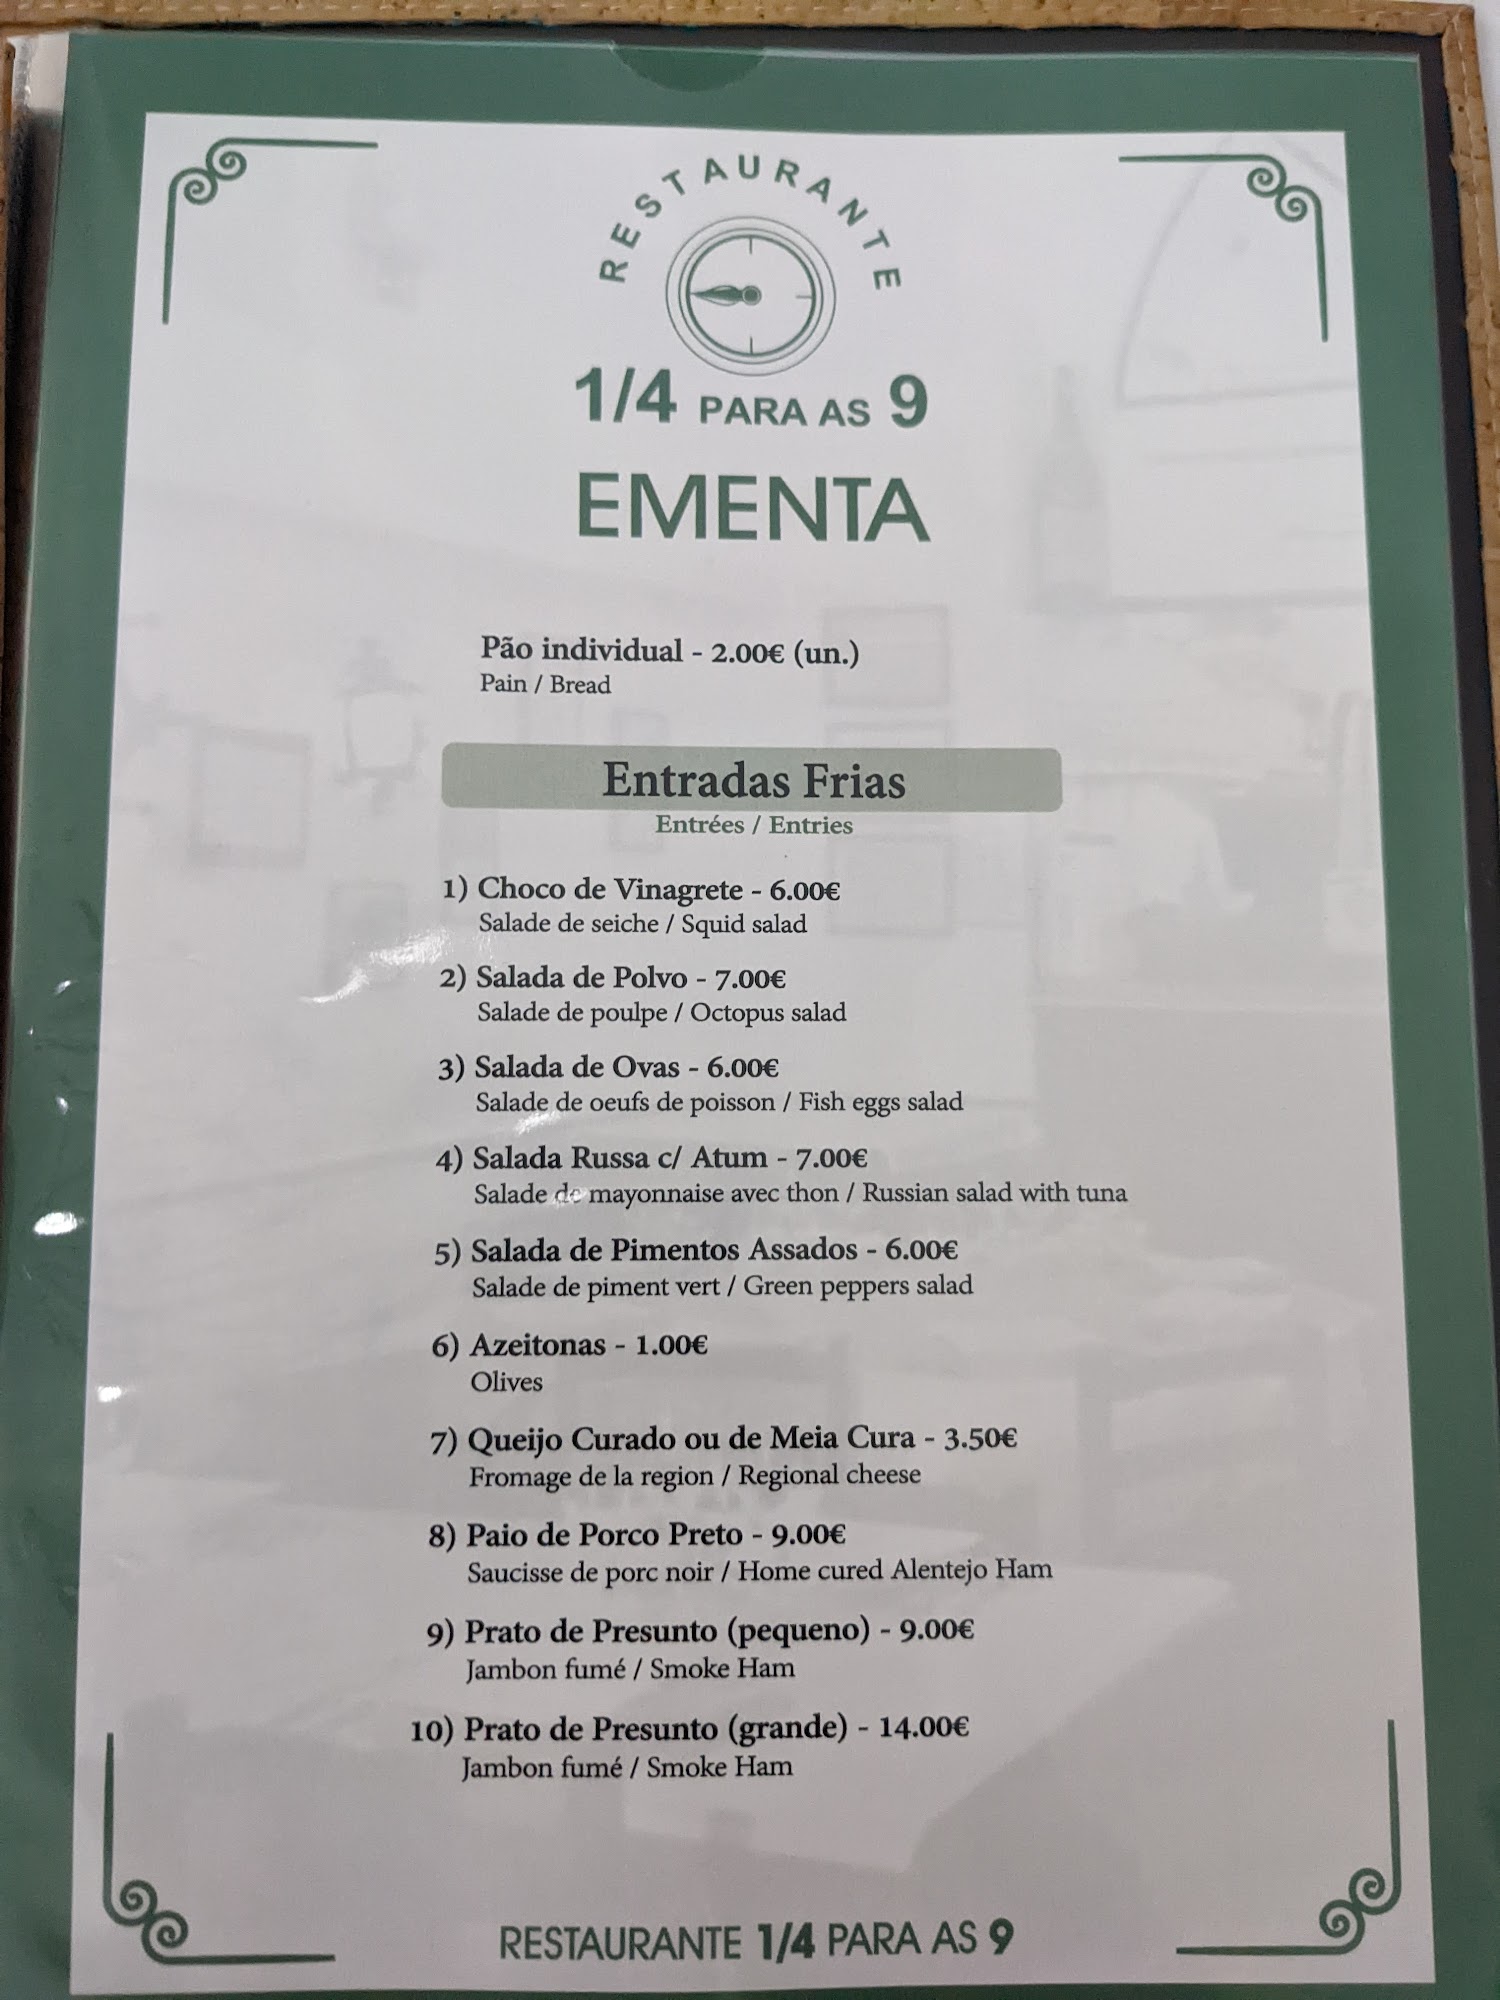 RESTAURANTE
1/4 PARA AS 9
EMENTA
Pão individual - 2.00€ (un.)
Pain / Bread
Entradas Frias
Entrées / Entries
1) Choco de Vinagrete - 6.00€
Salade de seiche / Squid salad
2) Salada de Polvo - 7.00€
Salade de poulpe / Octopus salad
3) Salada de Ovas - 6.00€
Salade de oeufs de poisson / Fish eggs salad
4) Salada Russa c/ Atum - 7.00€
Salade de mayonnaise avec thon / Russian salad with tuna
5) Salada de Pimentos Assados - 6.00€
Salade de piment vert / Green peppers salad
6) Azeitonas - 1.00€
Olives
7) Queijo Curado ou de Meia Cura - 3.50€
Fromage de la region / Regional cheese
8) Paio de Porco Preto - 9.00€
Saucisse de porc noir / Home cured Alentejo Ham
9) Prato de Presunto (pequeno) - 9.00€
Jambon fumé / Smoke Ham
10) Prato de Presunto (grande) - 14.00€
Jambon fumé / Smoke Ham
RESTAURANTE 1/4 PARA AS 9